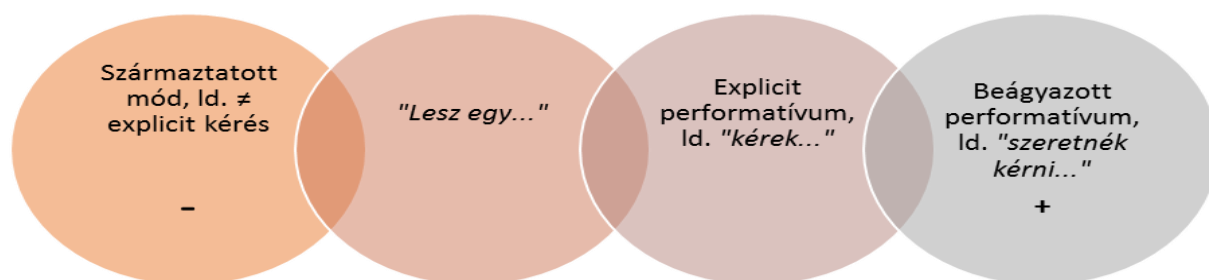 Származtatott
mód, ld. ≠
explicit kérés
–
"Lesz egy..."
Explicit
performatívum,
ld. "kérek..."
Beágyazott
performatívum,
ld. "szeretnék
kérni..."
+